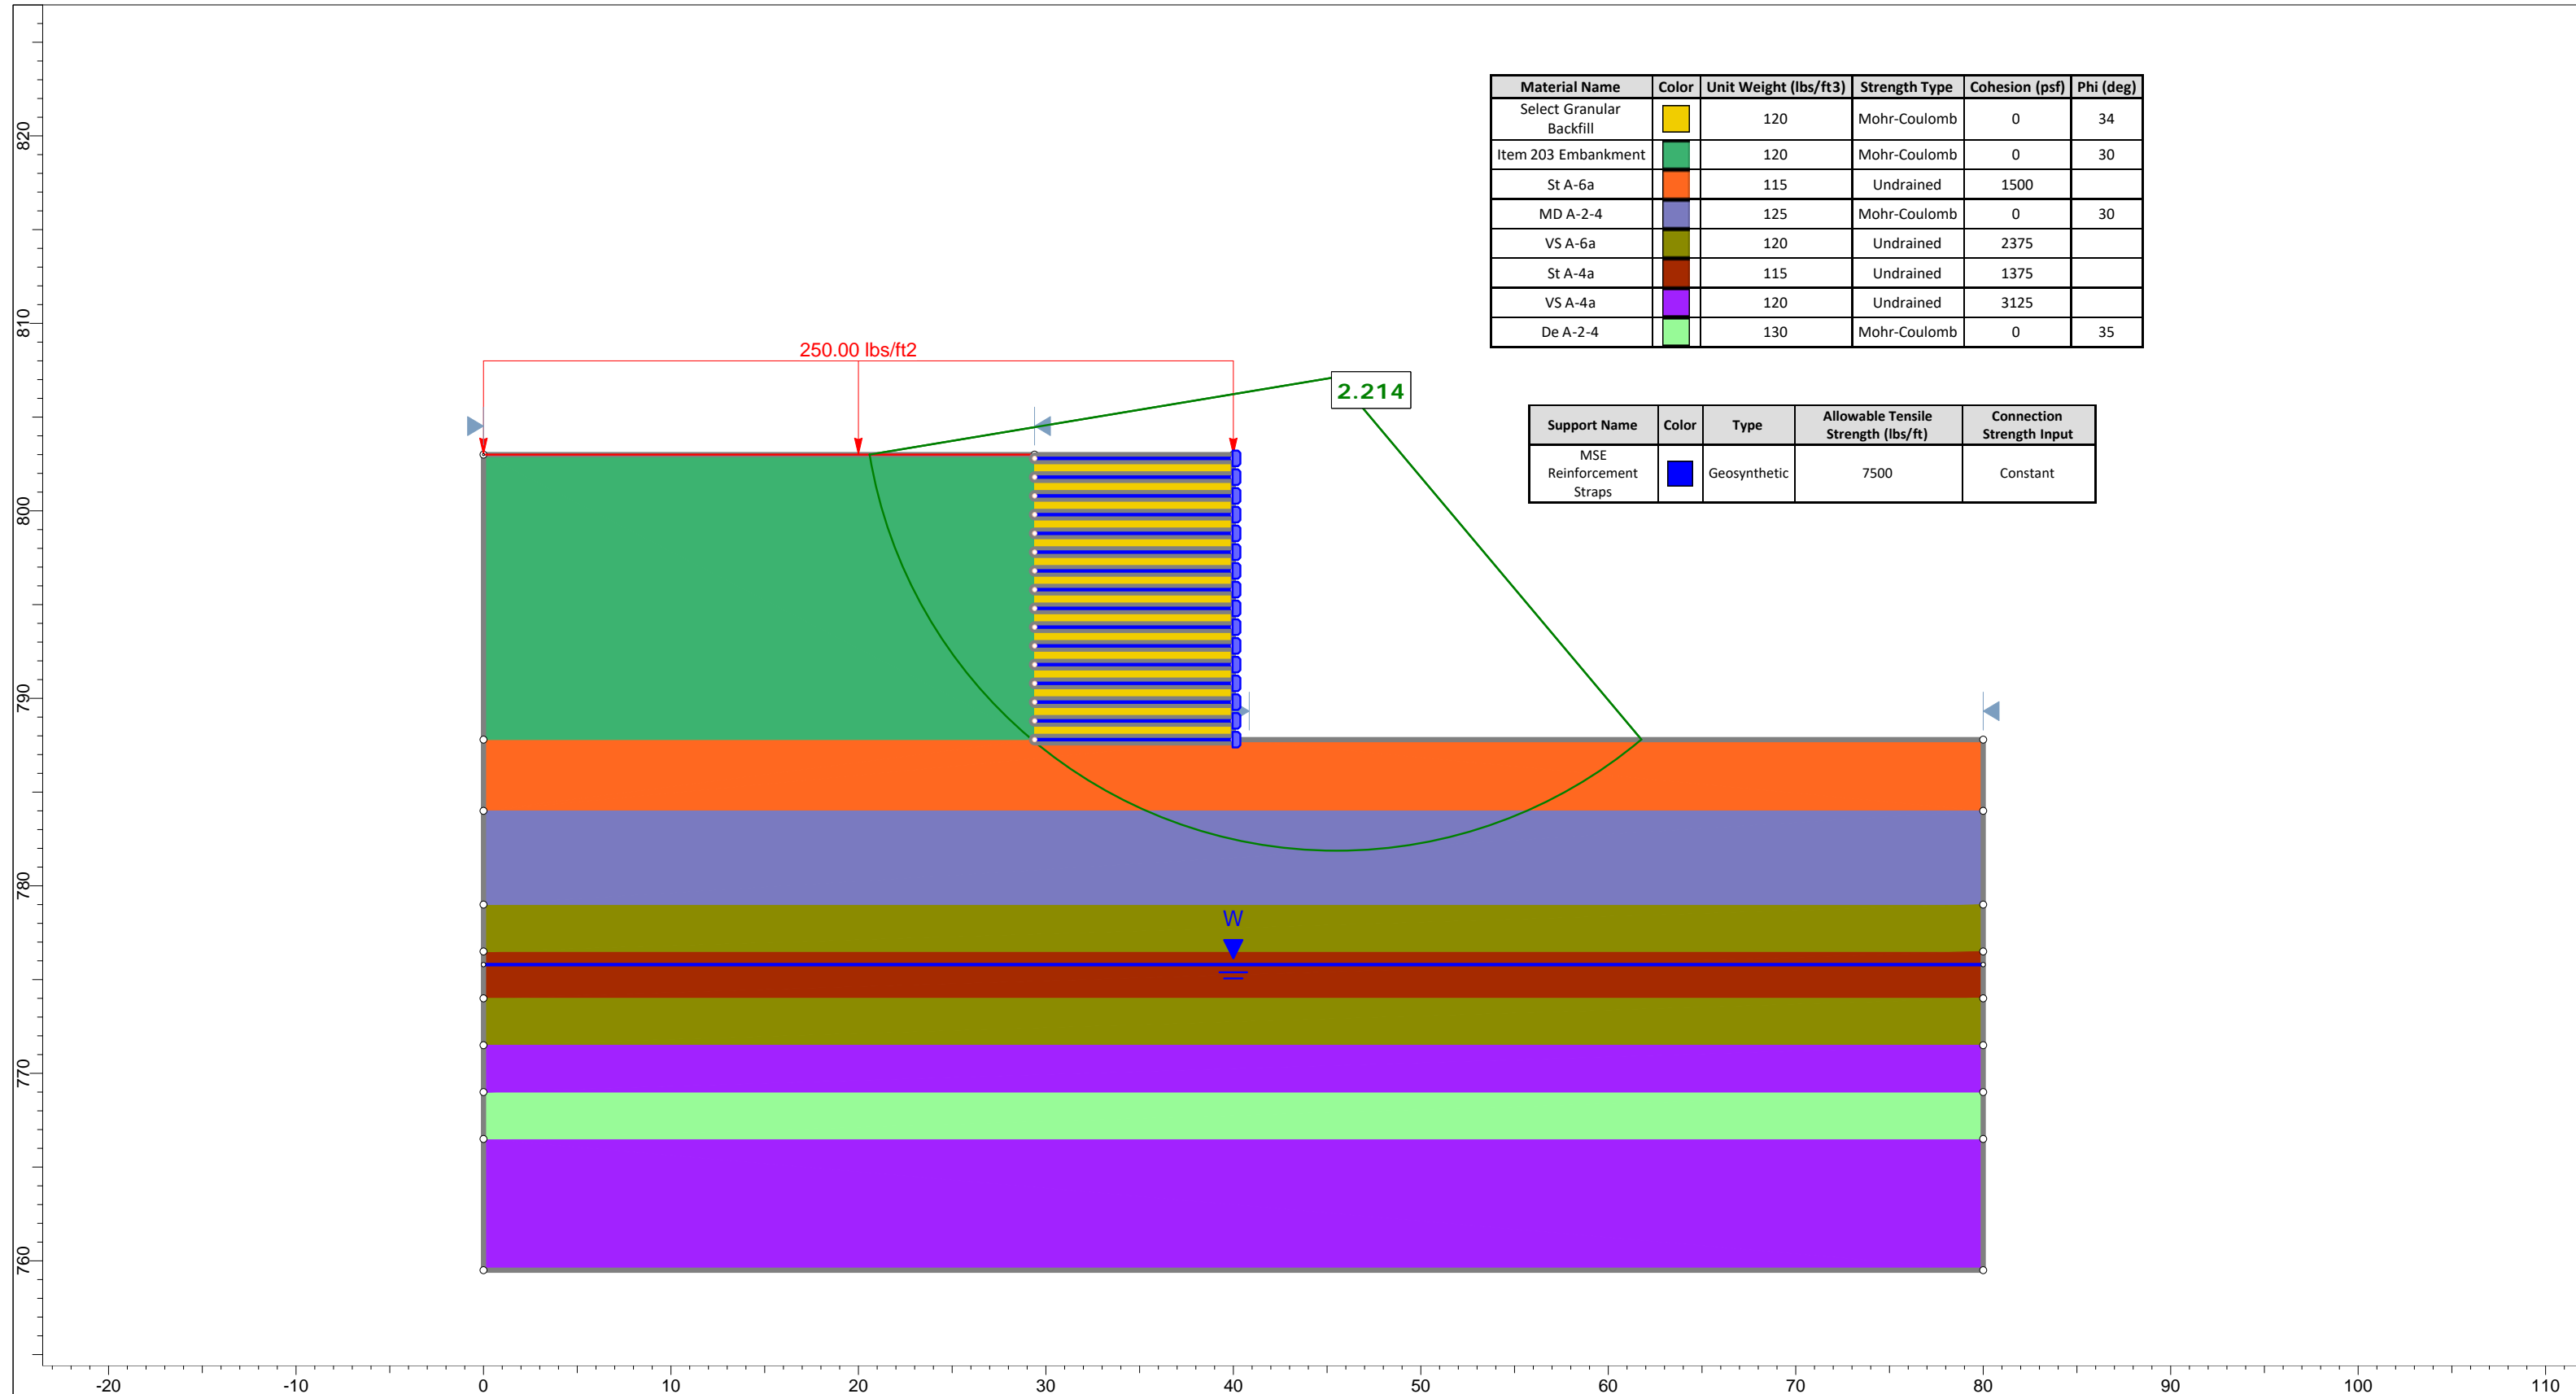 Material Name Color Unit Weight (lbs/ft3) Strength Type Cohesion (psf) Phi (deg)
Select Granular
Backfill
120 Mohr-Coulomb 0 34
Item 203 Embankment 120 Mohr-Coulomb 0 30
St A-6a 115 Undrained 1500
MD A-2-4 125 Mohr-Coulomb 0 30
VS A-6a 120 Undrained 2375
St A-4a 115 Undrained 1375
VS A-4a 120 Undrained 3125
De A-2-4 130 Mohr-Coulomb 0 35
250.00 lbs/ft2
2.214
Support Name Color Type Allowable Tensile
Strength (lbs/ft) Connection
Strength Input
MSE
Reinforcement
Straps
Geosynthetic 7500 Constant
W
820
810
800
790
780
770
760
-20 -10 0 10 20 30 40 50 60 70 80 90 100 110